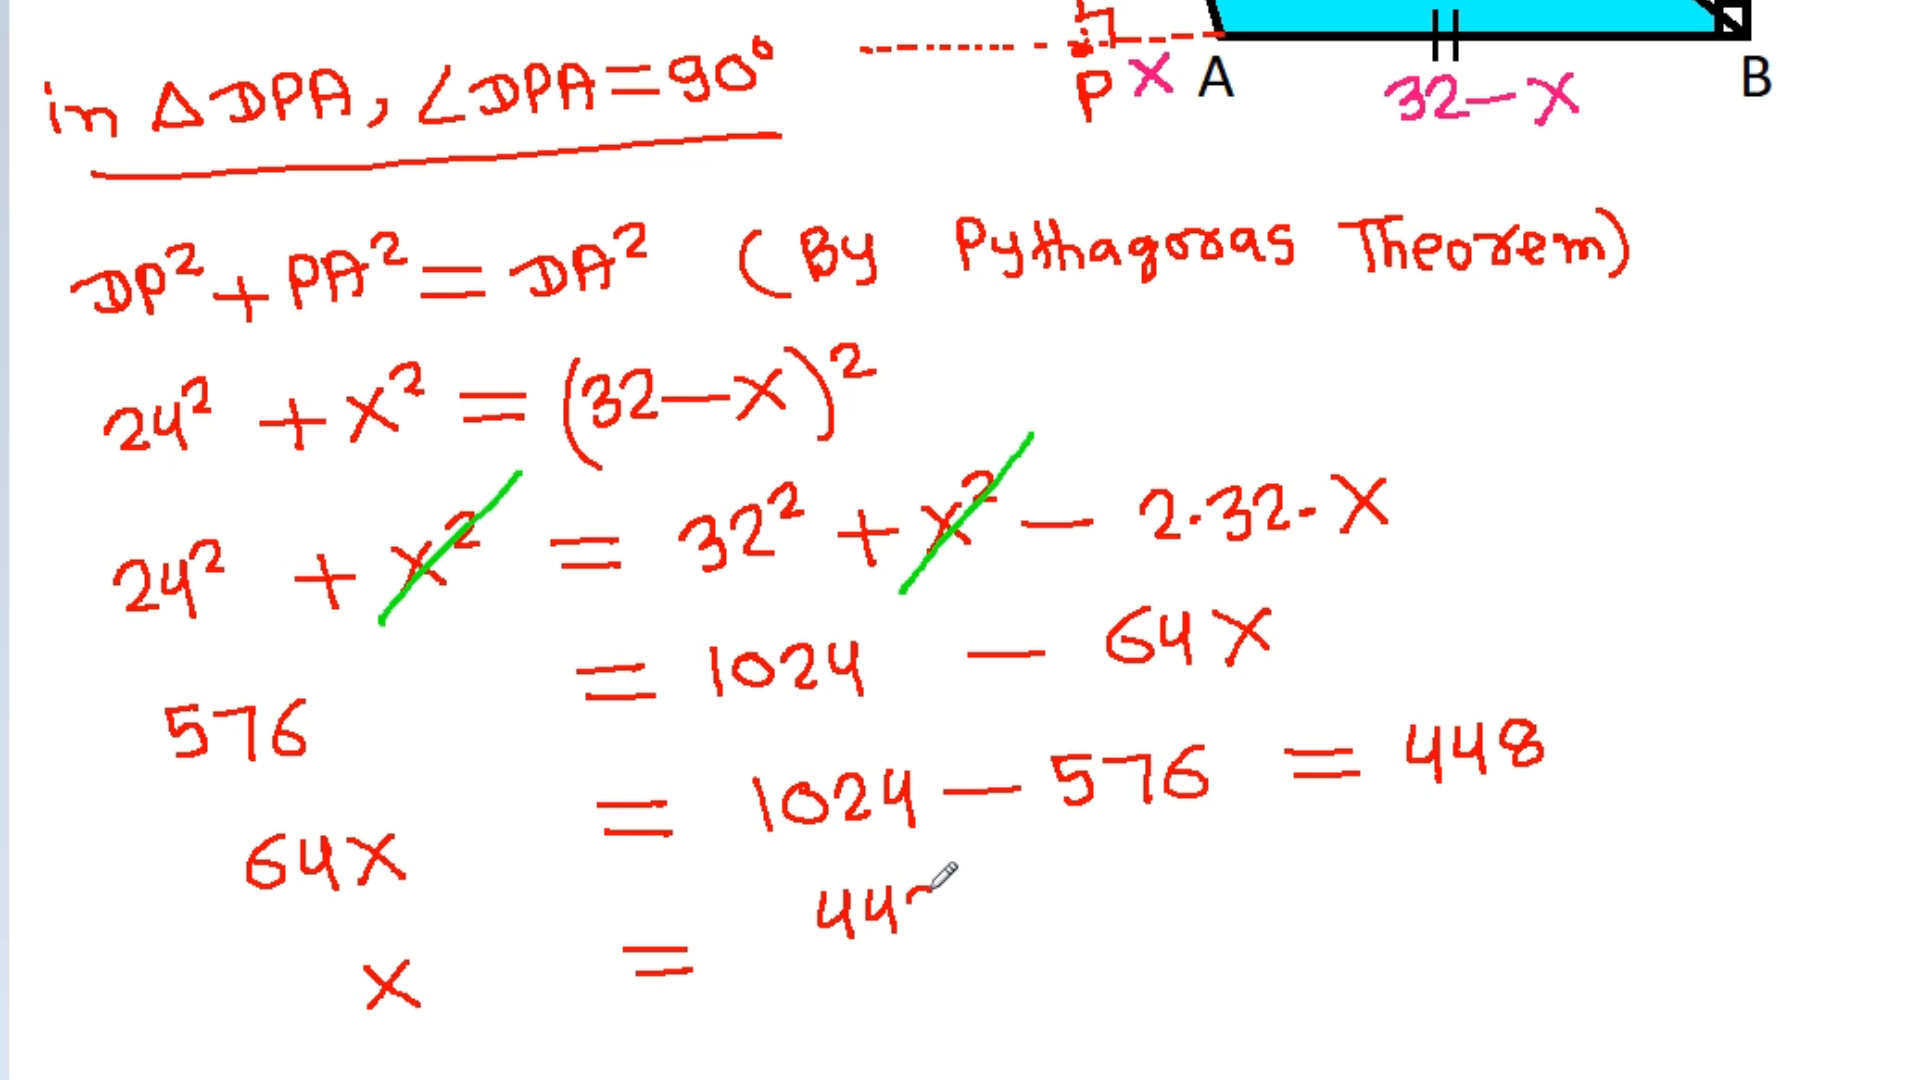 in △DPA, ∠DPA=90°
P x A 32-x B
DP²+PA²=DA² (By Pythagoras Theorem)
24² + x² = (32-x)²
24² + x² = 32² + x² - 2·32·x
576 = 1024 - 64x
64x = 1024 - 576 = 448
x = 44